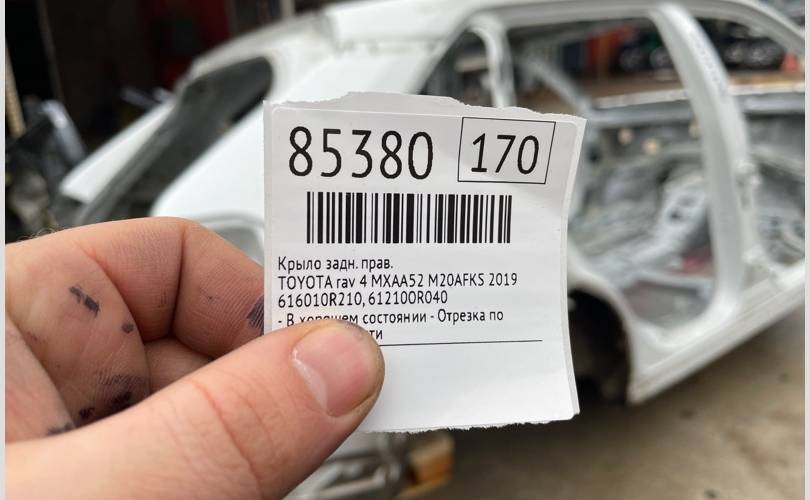 85380 170
Крыло задн. прав.
TOYOTA rav 4 MXAA52 M20AFKS 2019
616010R210, 612100R040
- В хорошем состоянии - Отрезка по